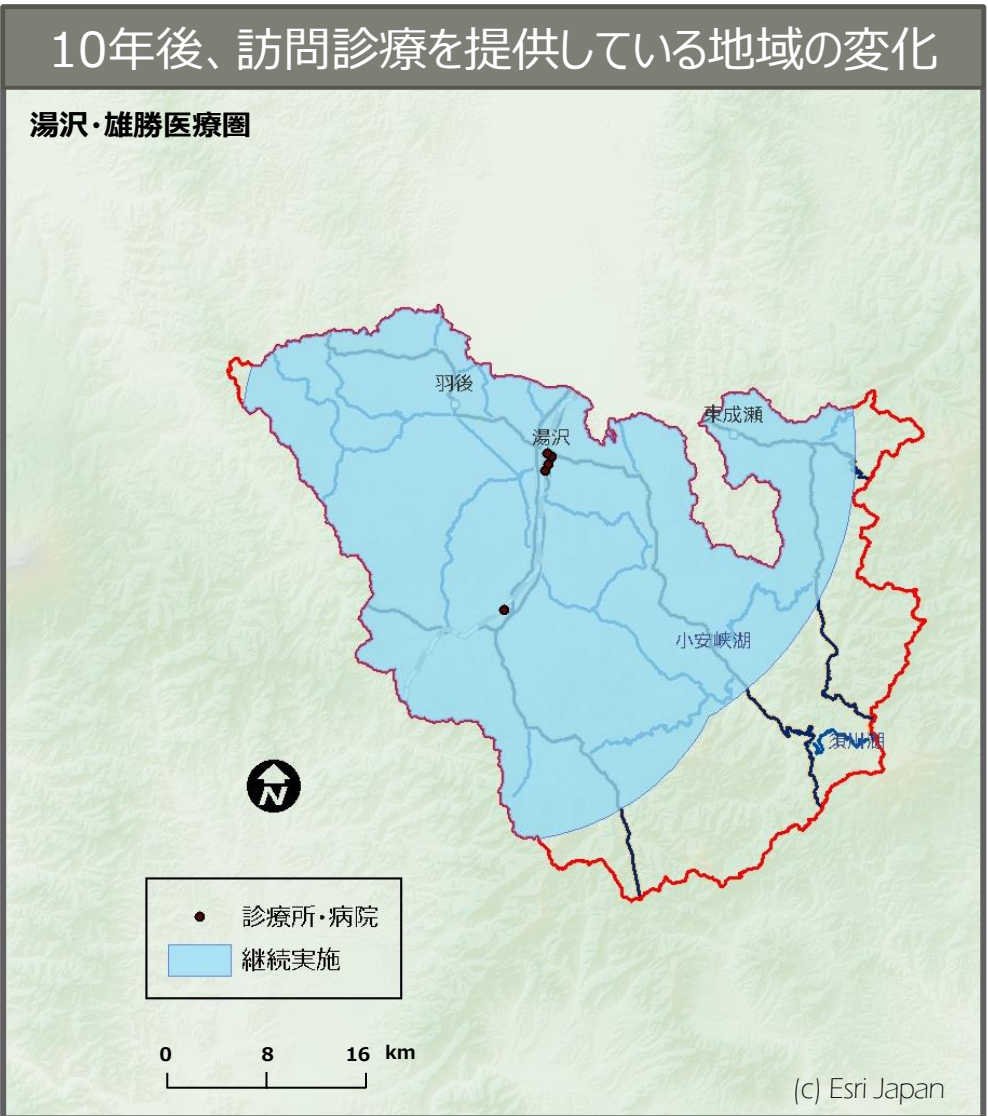 10年後、訪問診療を提供している地域の変化
湯沢・雄勝医療圏
羽後
東成瀬
湯沢
小安峡湖
須川湖
N
診療所・病院
継続実施
0 8 16 km
(c) Esri Japan